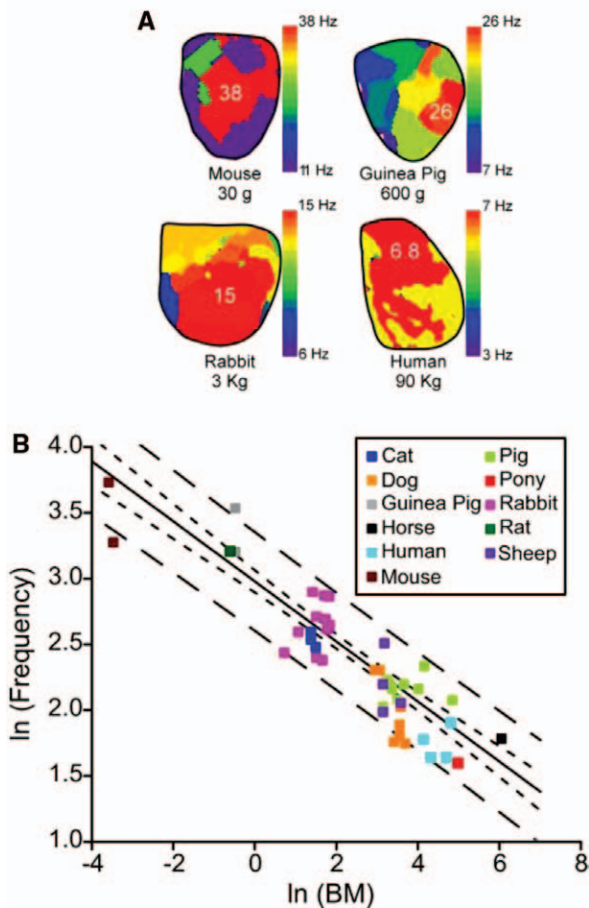 A
38 Hz
26 Hz
38
26
11 Hz
7 Hz
Mouse
30 g
Guinea Pig
600 g
15 Hz
7 Hz
15
6.8
6 Hz
3 Hz
Rabbit
3 Kg
Human
90 Kg
B
4.0
3.5
3.0
2.5
2.0
1.5
1.0
ln (Frequency)
Cat
Dog
Guinea Pig
Horse
Human
Mouse
Pig
Pony
Rabbit
Rat
Sheep
-4 -2 0 2 4 6 8
ln (BM)